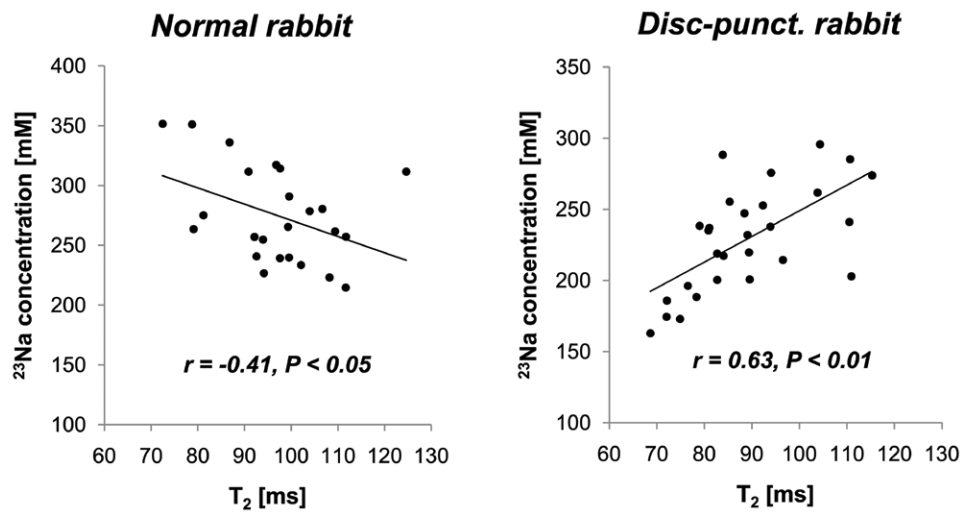 Normal rabbit
²³Na concentration [mM]
400
350
300
250
200
150
100
r = -0.41, P < 0.05
60 70 80 90 100 110 120 130
T₂ [ms]
Disc-punct. rabbit
²³Na concentration [mM]
350
300
250
200
150
100
r = 0.63, P < 0.01
60 70 80 90 100 110 120 130
T₂ [ms]